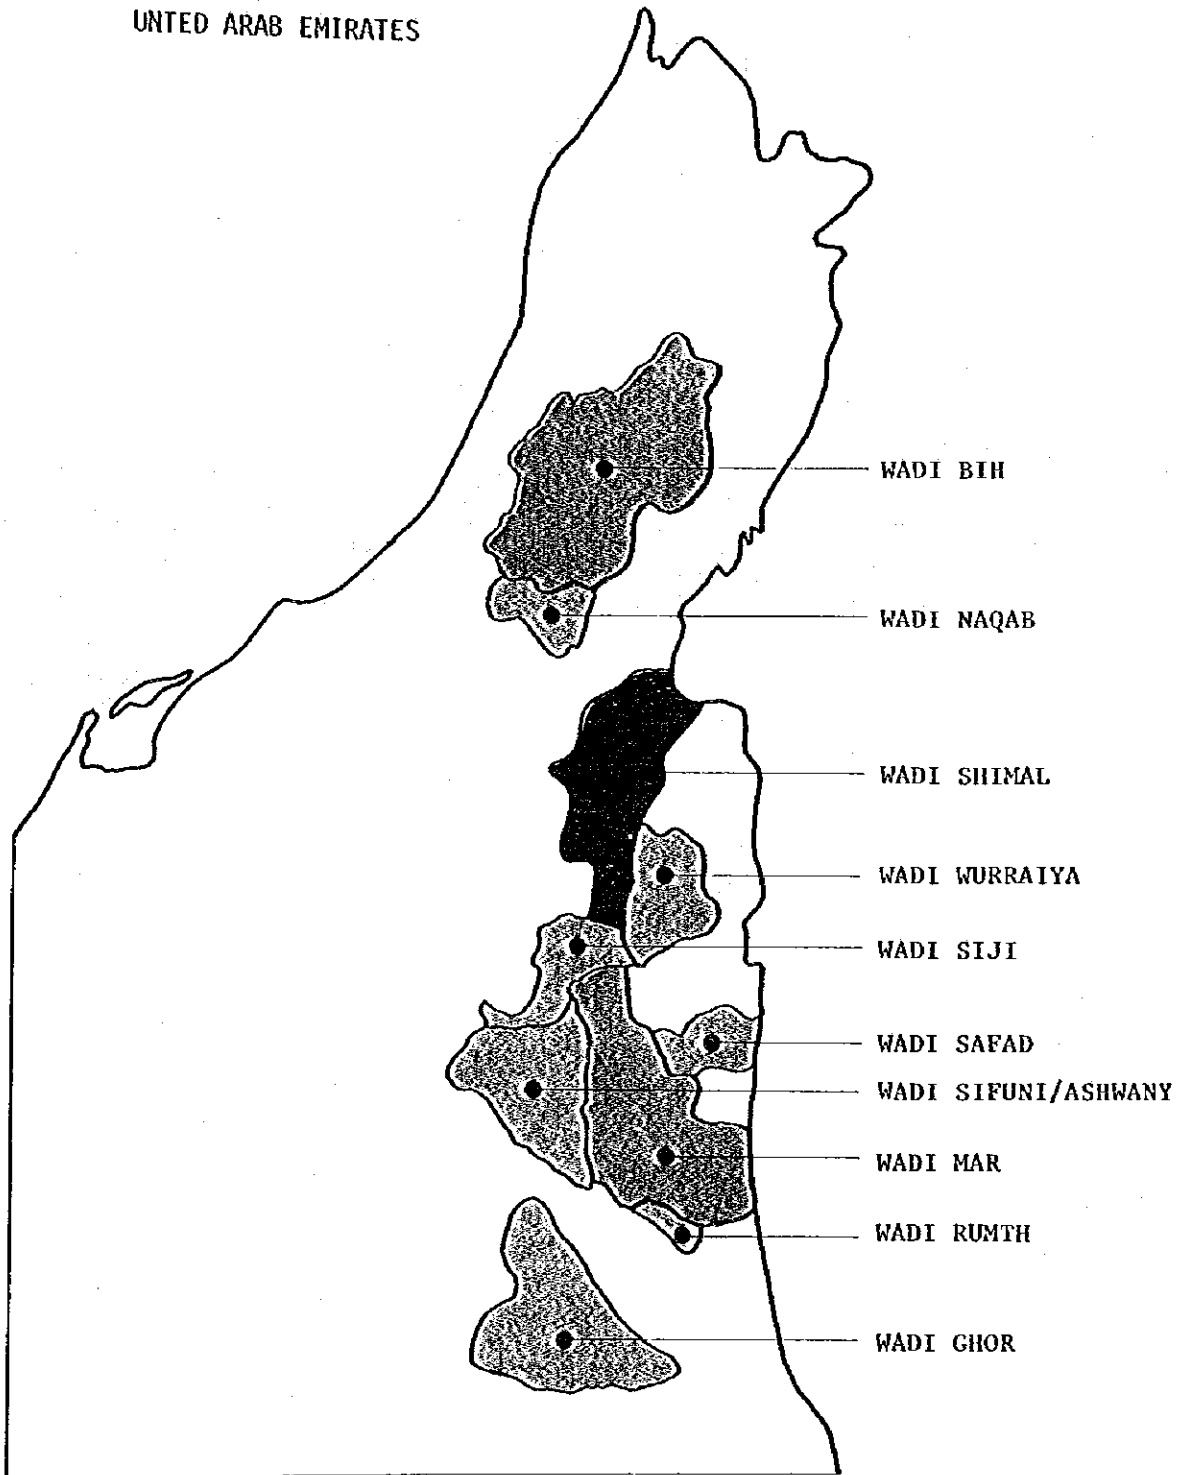 UNTED ARAB EMIRATES
WADI BIH
WADI NAQAB
WADI SHIMAL
WADI WURRAIYA
WADI SIJI
WADI SAFAD
WADI SIFUNI/ASHWANY
WADI MAR
WADI RUMTH
WADI GHOR